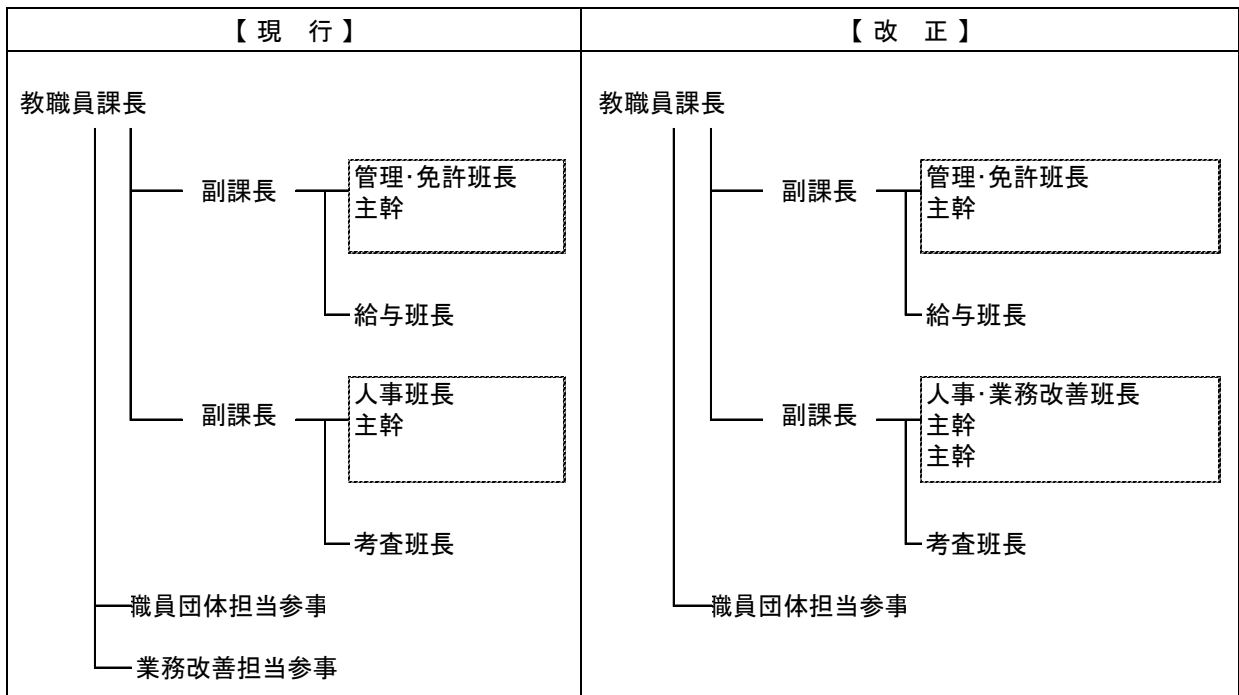 【 現　行 】
教職員課長
副課長
管理・免許班長
主幹
給与班長
副課長
人事班長
主幹
考査班長
職員団体担当参事
業務改善担当参事
【 改　正 】
教職員課長
副課長
管理・免許班長
主幹
給与班長
副課長
人事・業務改善班長
主幹
主幹
考査班長
職員団体担当参事